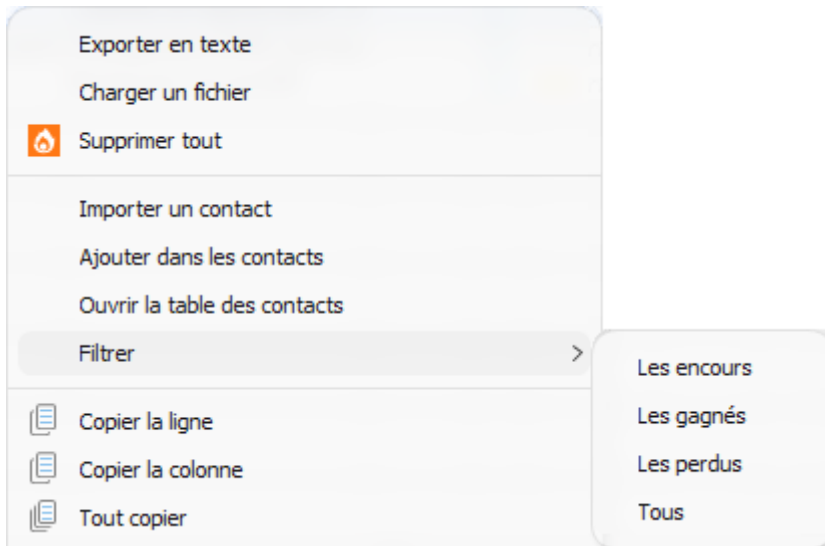 Exporter en texte
Charger un fichier
Supprimer tout
Importer un contact
Ajouter dans les contacts
Ouvrir la table des contacts
Filtrer
Les encours
Les gagnés
Les perdus
Tous
Copier la ligne
Copier la colonne
Tout copier